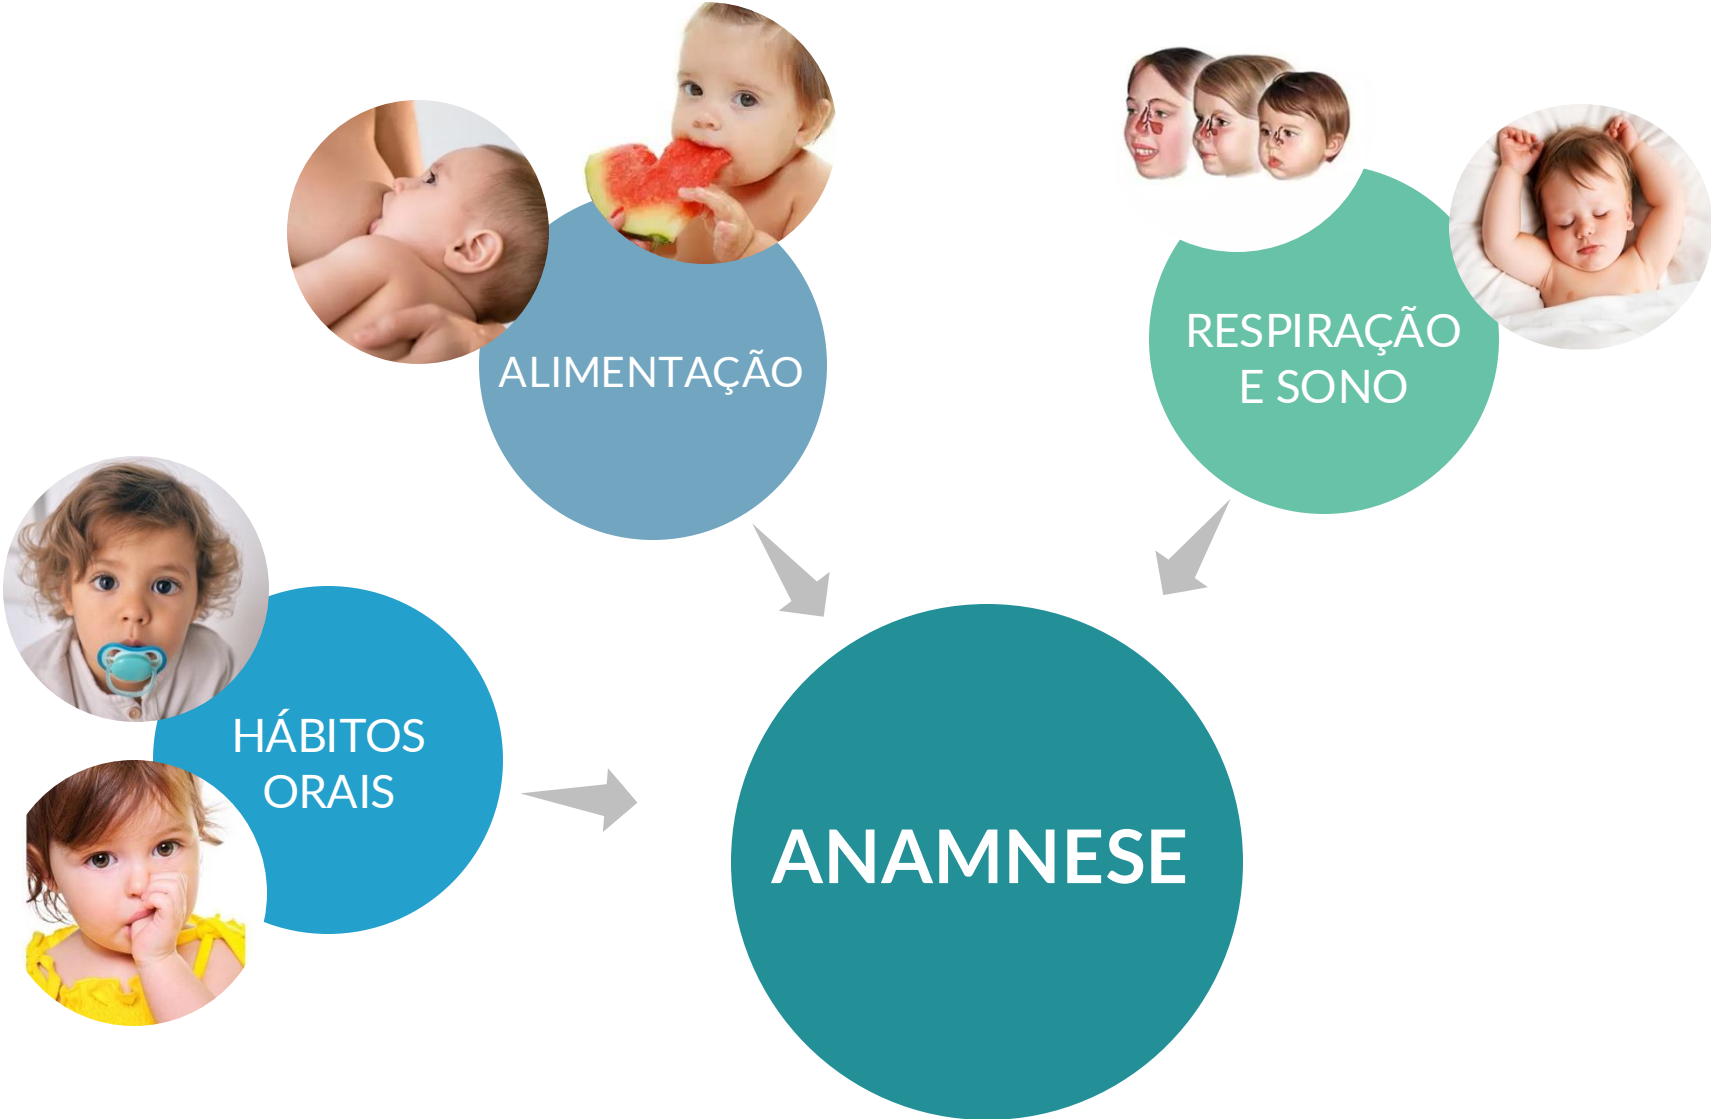 ALIMENTAÇÃO
RESPIRAÇÃO
E SONO
HÁBITOS
ORAIS
ANAMNESE